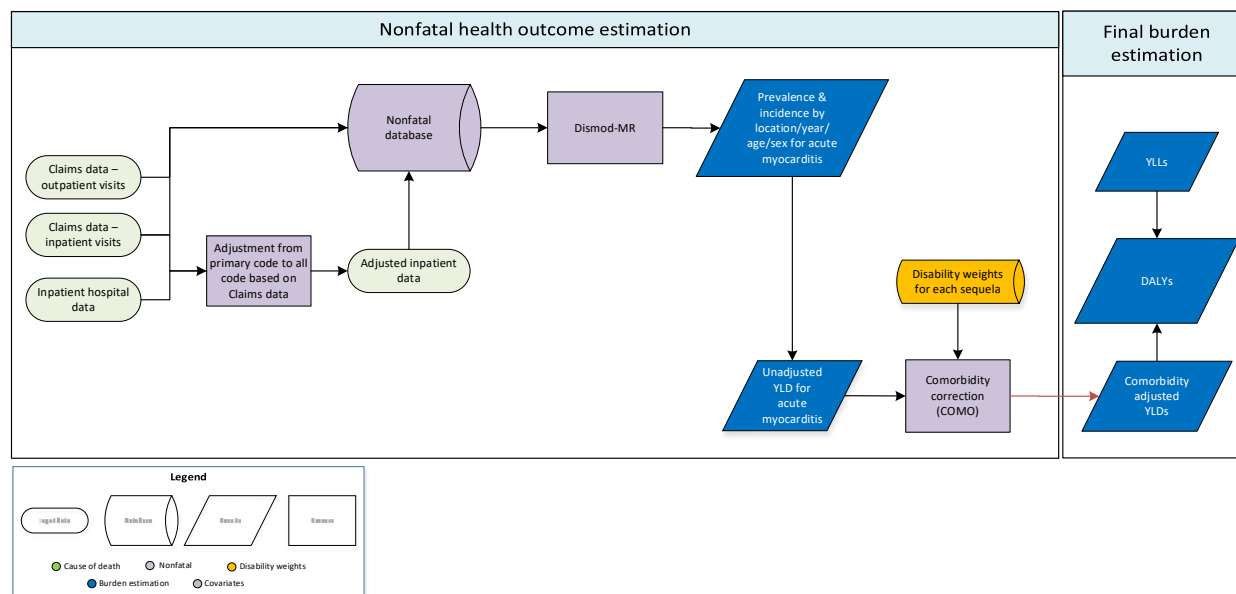 Nonfatal health outcome estimation
Final burden
estimation
Claims data –
outpatient visits
Claims data –
inpatient visits
Inpatient hospital
data
Adjustment from
primary code to all
code based on
Claims data
Adjusted inpatient
data
Nonfatal
database
Dismod-MR
Prevalence &
incidence by
location/year/
age/sex for acute
myocarditis
Unadjusted
YLD for
acute
myocarditis
Disability weights
for each sequela
Comorbidity
correction
(COMO)
YLLs
DALYs
Comorbidity
adjusted
YLDs
Legend
Input Data
Results
Cause of death
Nonfatal
Disability weights
Burden estimation
Covariates